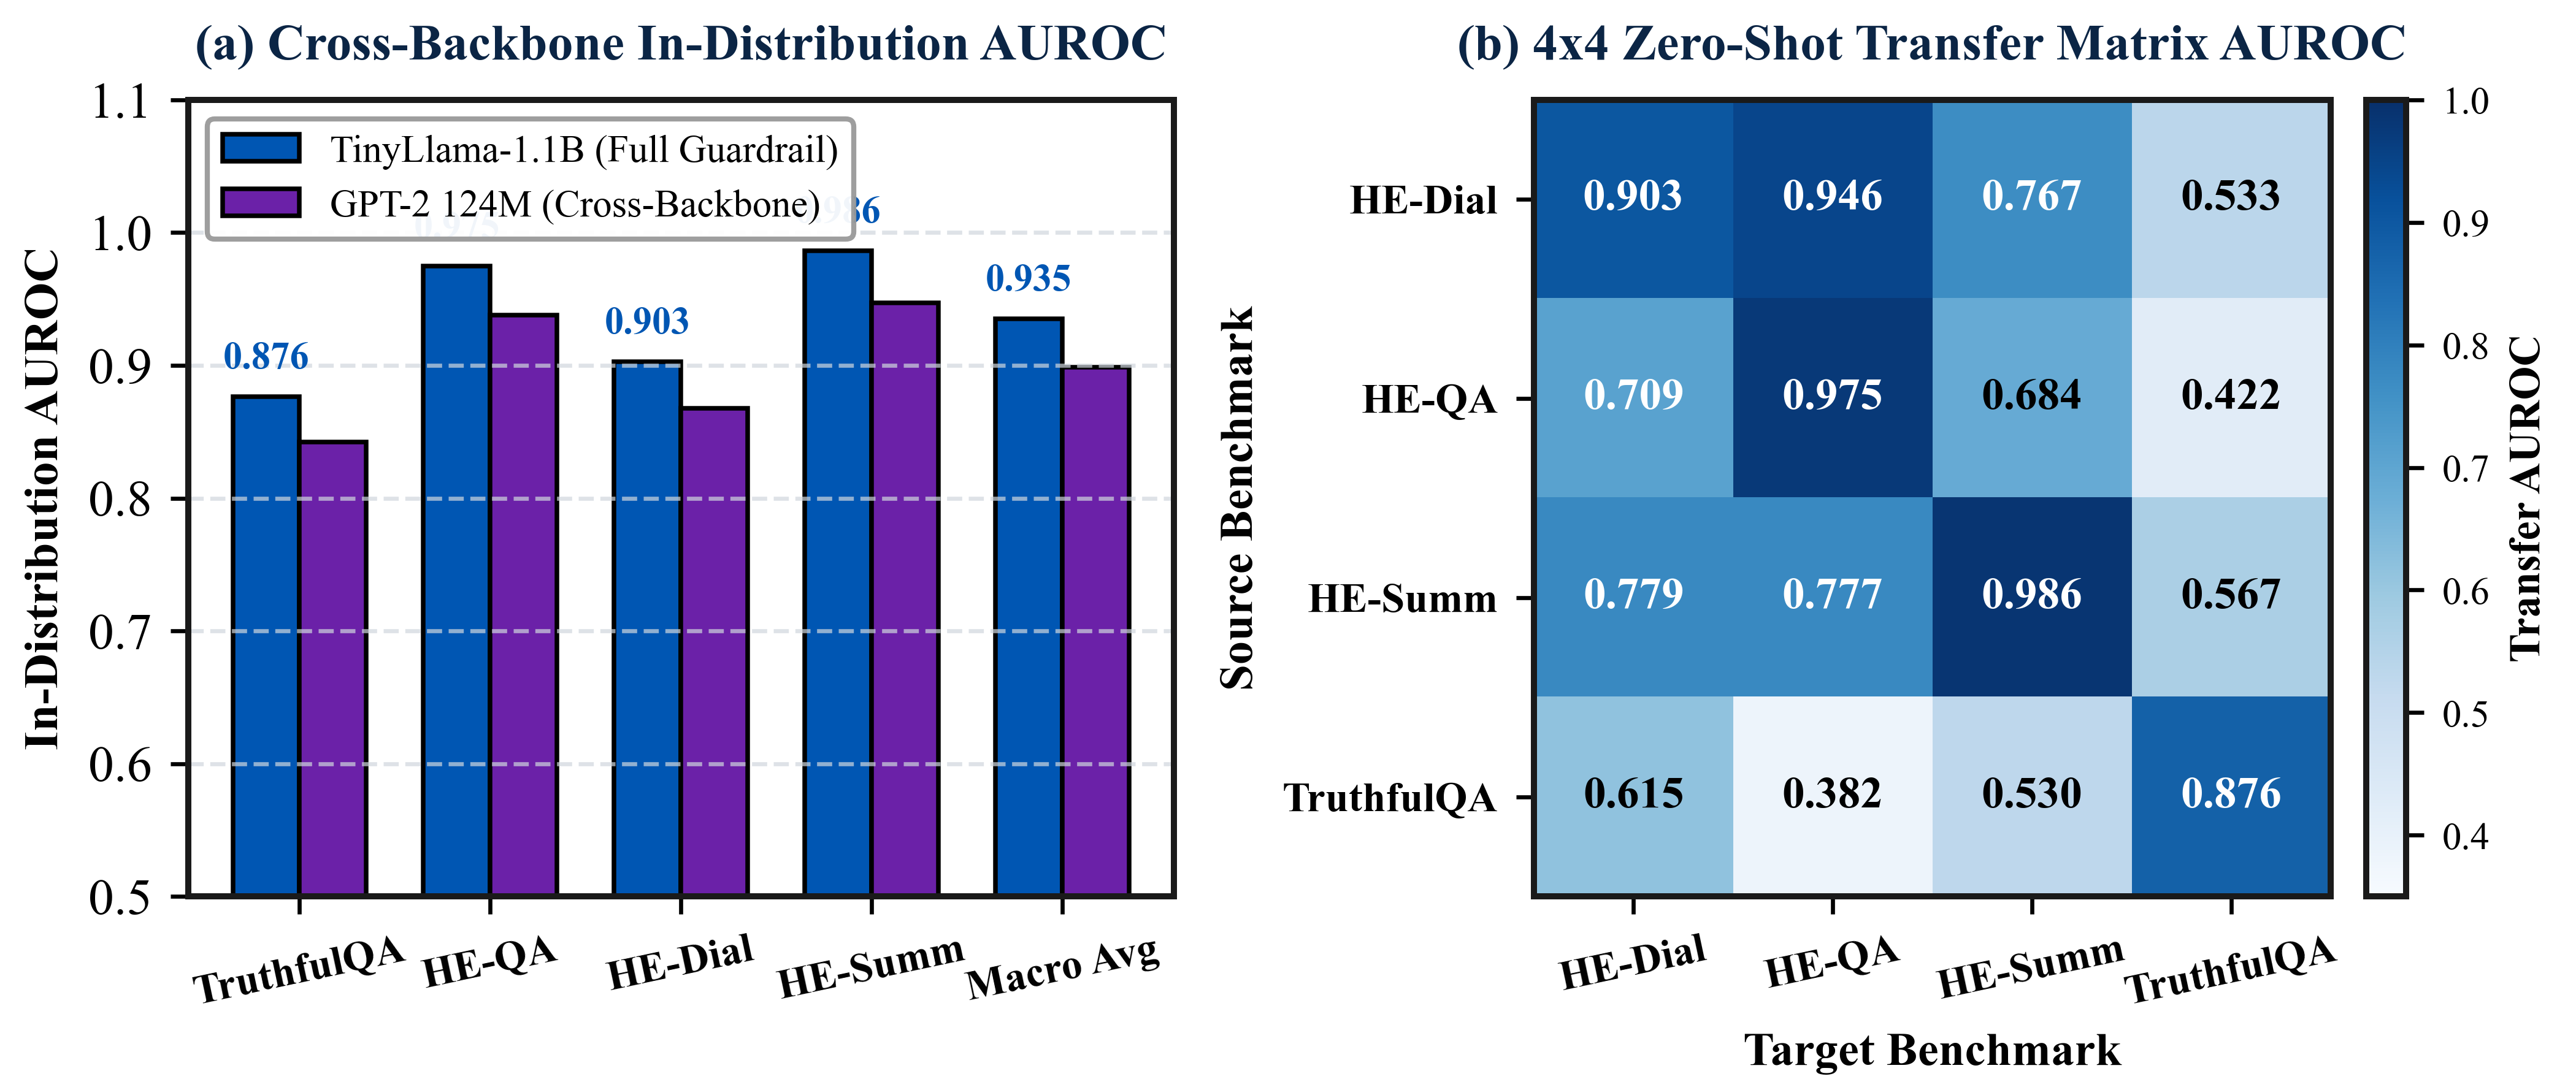 (a) Cross-Backbone In-Distribution AUROC
In-Distribution AUROC
1.1
1.0
0.9
0.8
0.7
0.6
0.5
TinyLlama-1.1B (Full Guardrail)
GPT-2 124M (Cross-Backbone)
0.876
0.975
0.903
0.986
0.935
TruthfulQA
HE-QA
HE-Dial
HE-Summ
Macro Avg
(b) 4x4 Zero-Shot Transfer Matrix AUROC
Source Benchmark
HE-Dial
HE-QA
HE-Summ
TruthfulQA
0.903 0.946 0.767 0.533
0.709 0.975 0.684 0.422
0.779 0.777 0.986 0.567
0.615 0.382 0.530 0.876
HE-Dial
HE-QA
HE-Summ
TruthfulQA
Target Benchmark
1.0
0.9
0.8
0.7
0.6
0.5
0.4
Transfer AUROC